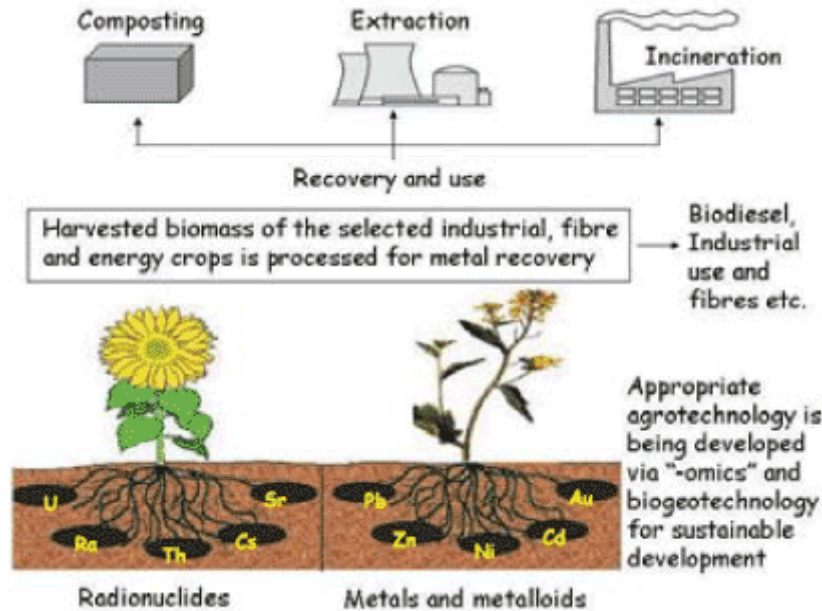 Composting
Extraction
Incineration
Recovery and use
Harvested biomass of the selected industrial, fibre
and energy crops is processed for metal recovery
Biodiesel,
Industrial
use and
fibres etc.
Appropriate
agrotechnology is
being developed
via "-omics" and
biogeotechnology
for sustainable
development
U
Sr
Ra
Th
Cs
Pb
Au
Zn
Ni
Cd
Radionuclides
Metals and metalloids